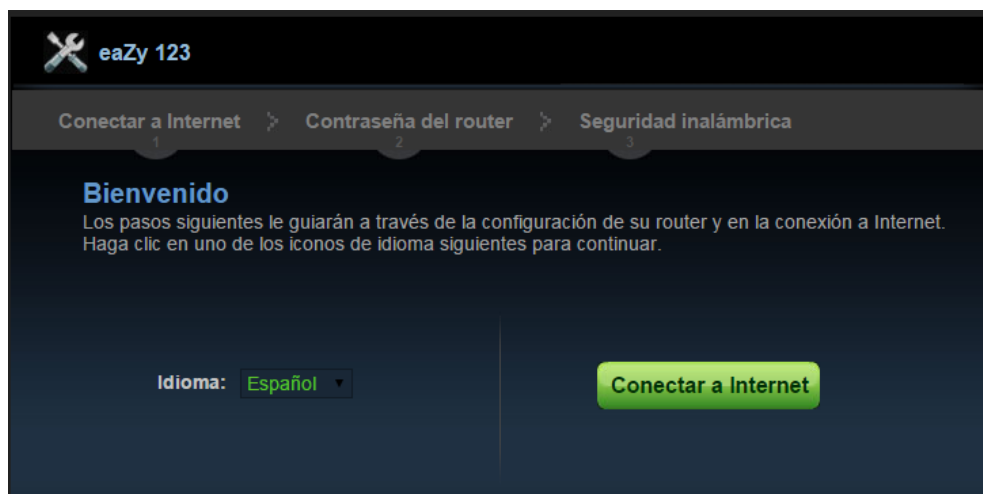 eaZy 123
Conectar a Internet > Contraseña del router > Seguridad inalámbrica
1 2 3
Bienvenido
Los pasos siguientes le guiarán a través de la configuración de su router y en la conexión a Internet.
Haga clic en uno de los iconos de idioma siguientes para continuar.
Idioma: Español Conectar a Internet